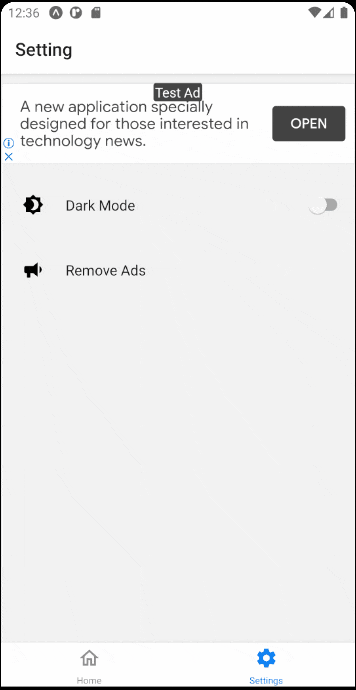 12:36
Setting
Test Ad
A new application specially
designed for those interested in
technology news.
OPEN
Dark Mode
Remove Ads
Home
Settings